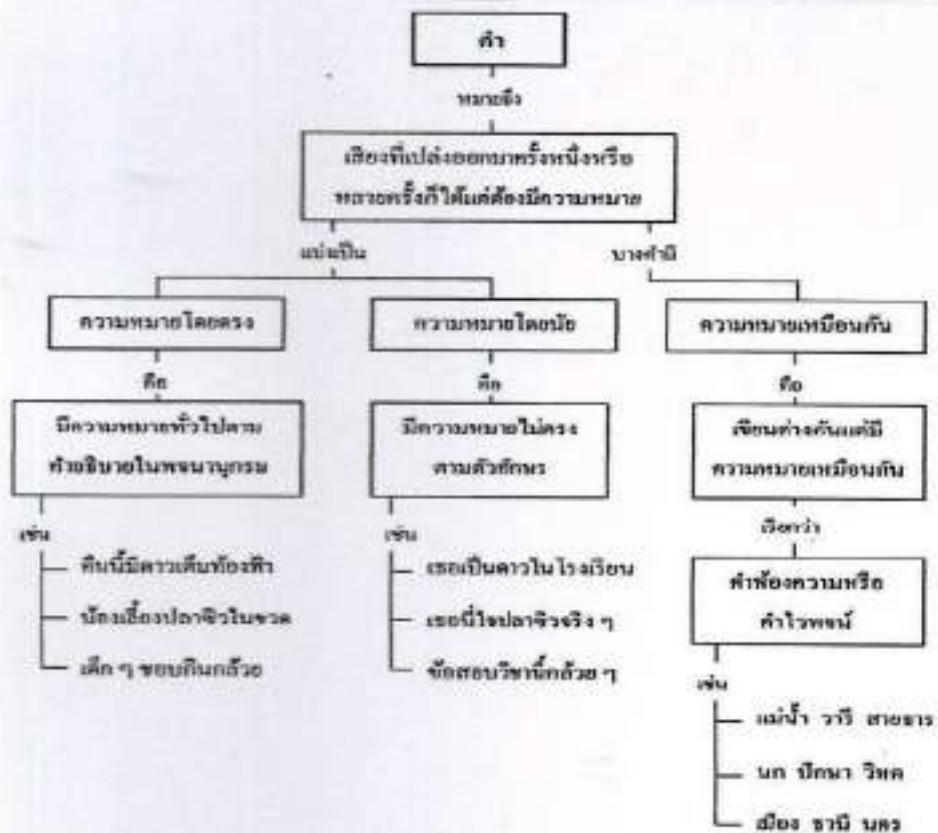 คำ
หมายถึง
เสียงที่เปล่งออกมาครั้งหนึ่งหรือ
หลายครั้งก็ได้แต่ต้องมีความหมาย
แบ่งเป็น
บางคำมี
ความหมายโดยตรง
ความหมายโดยนัย
ความหมายเหมือนกัน
คือ
คือ
คือ
มีความหมายทั่วไปตาม
คำอธิบายในพจนานุกรม
มีความหมายไม่ตรง
ตามตัวอักษร
เขียนต่างกันแต่มี
ความหมายเหมือนกัน
เช่น
คืนนี้มีดาวเต็มท้องฟ้า
น้องเลี้ยงปลาซิวในขวด
เด็ก ๆ ชอบกินกล้วย
เช่น
เธอเป็นดาวในโรงเรียน
เธอนี่ใจปลาซิวจริง ๆ
ข้อสอบวิชานี้กล้วย ๆ
เรียกว่า
คำพ้องความหรือ
คำไวพจน์
เช่น
แม่น้ำ วารี สายธาร
นก ปักษา วิหค
เมือง ธานี นคร